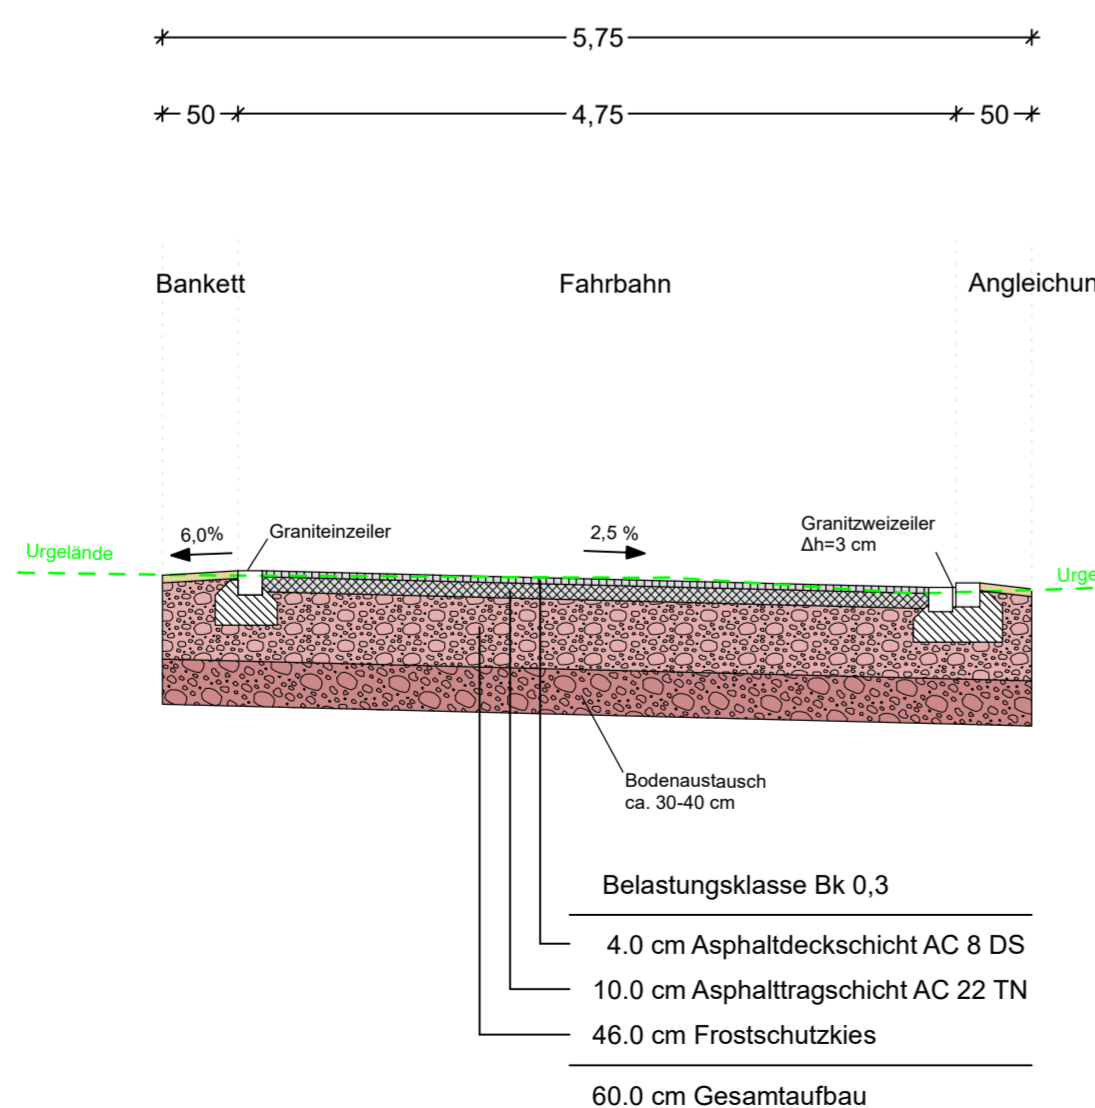 5,75
50 4,75 50
Bankett Fahrbahn Angleichun
6,0% Graniteinzeiler 2,5 % Granitzweizeiler
Δh=3 cm
Urgelände Urge
Bodenaustausch
ca. 30-40 cm
Belastungsklasse Bk 0,3
4.0 cm Asphaltdeckschicht AC 8 DS
10.0 cm Asphalttragschicht AC 22 TN
46.0 cm Frostschutzkies
60.0 cm Gesamtaufbau